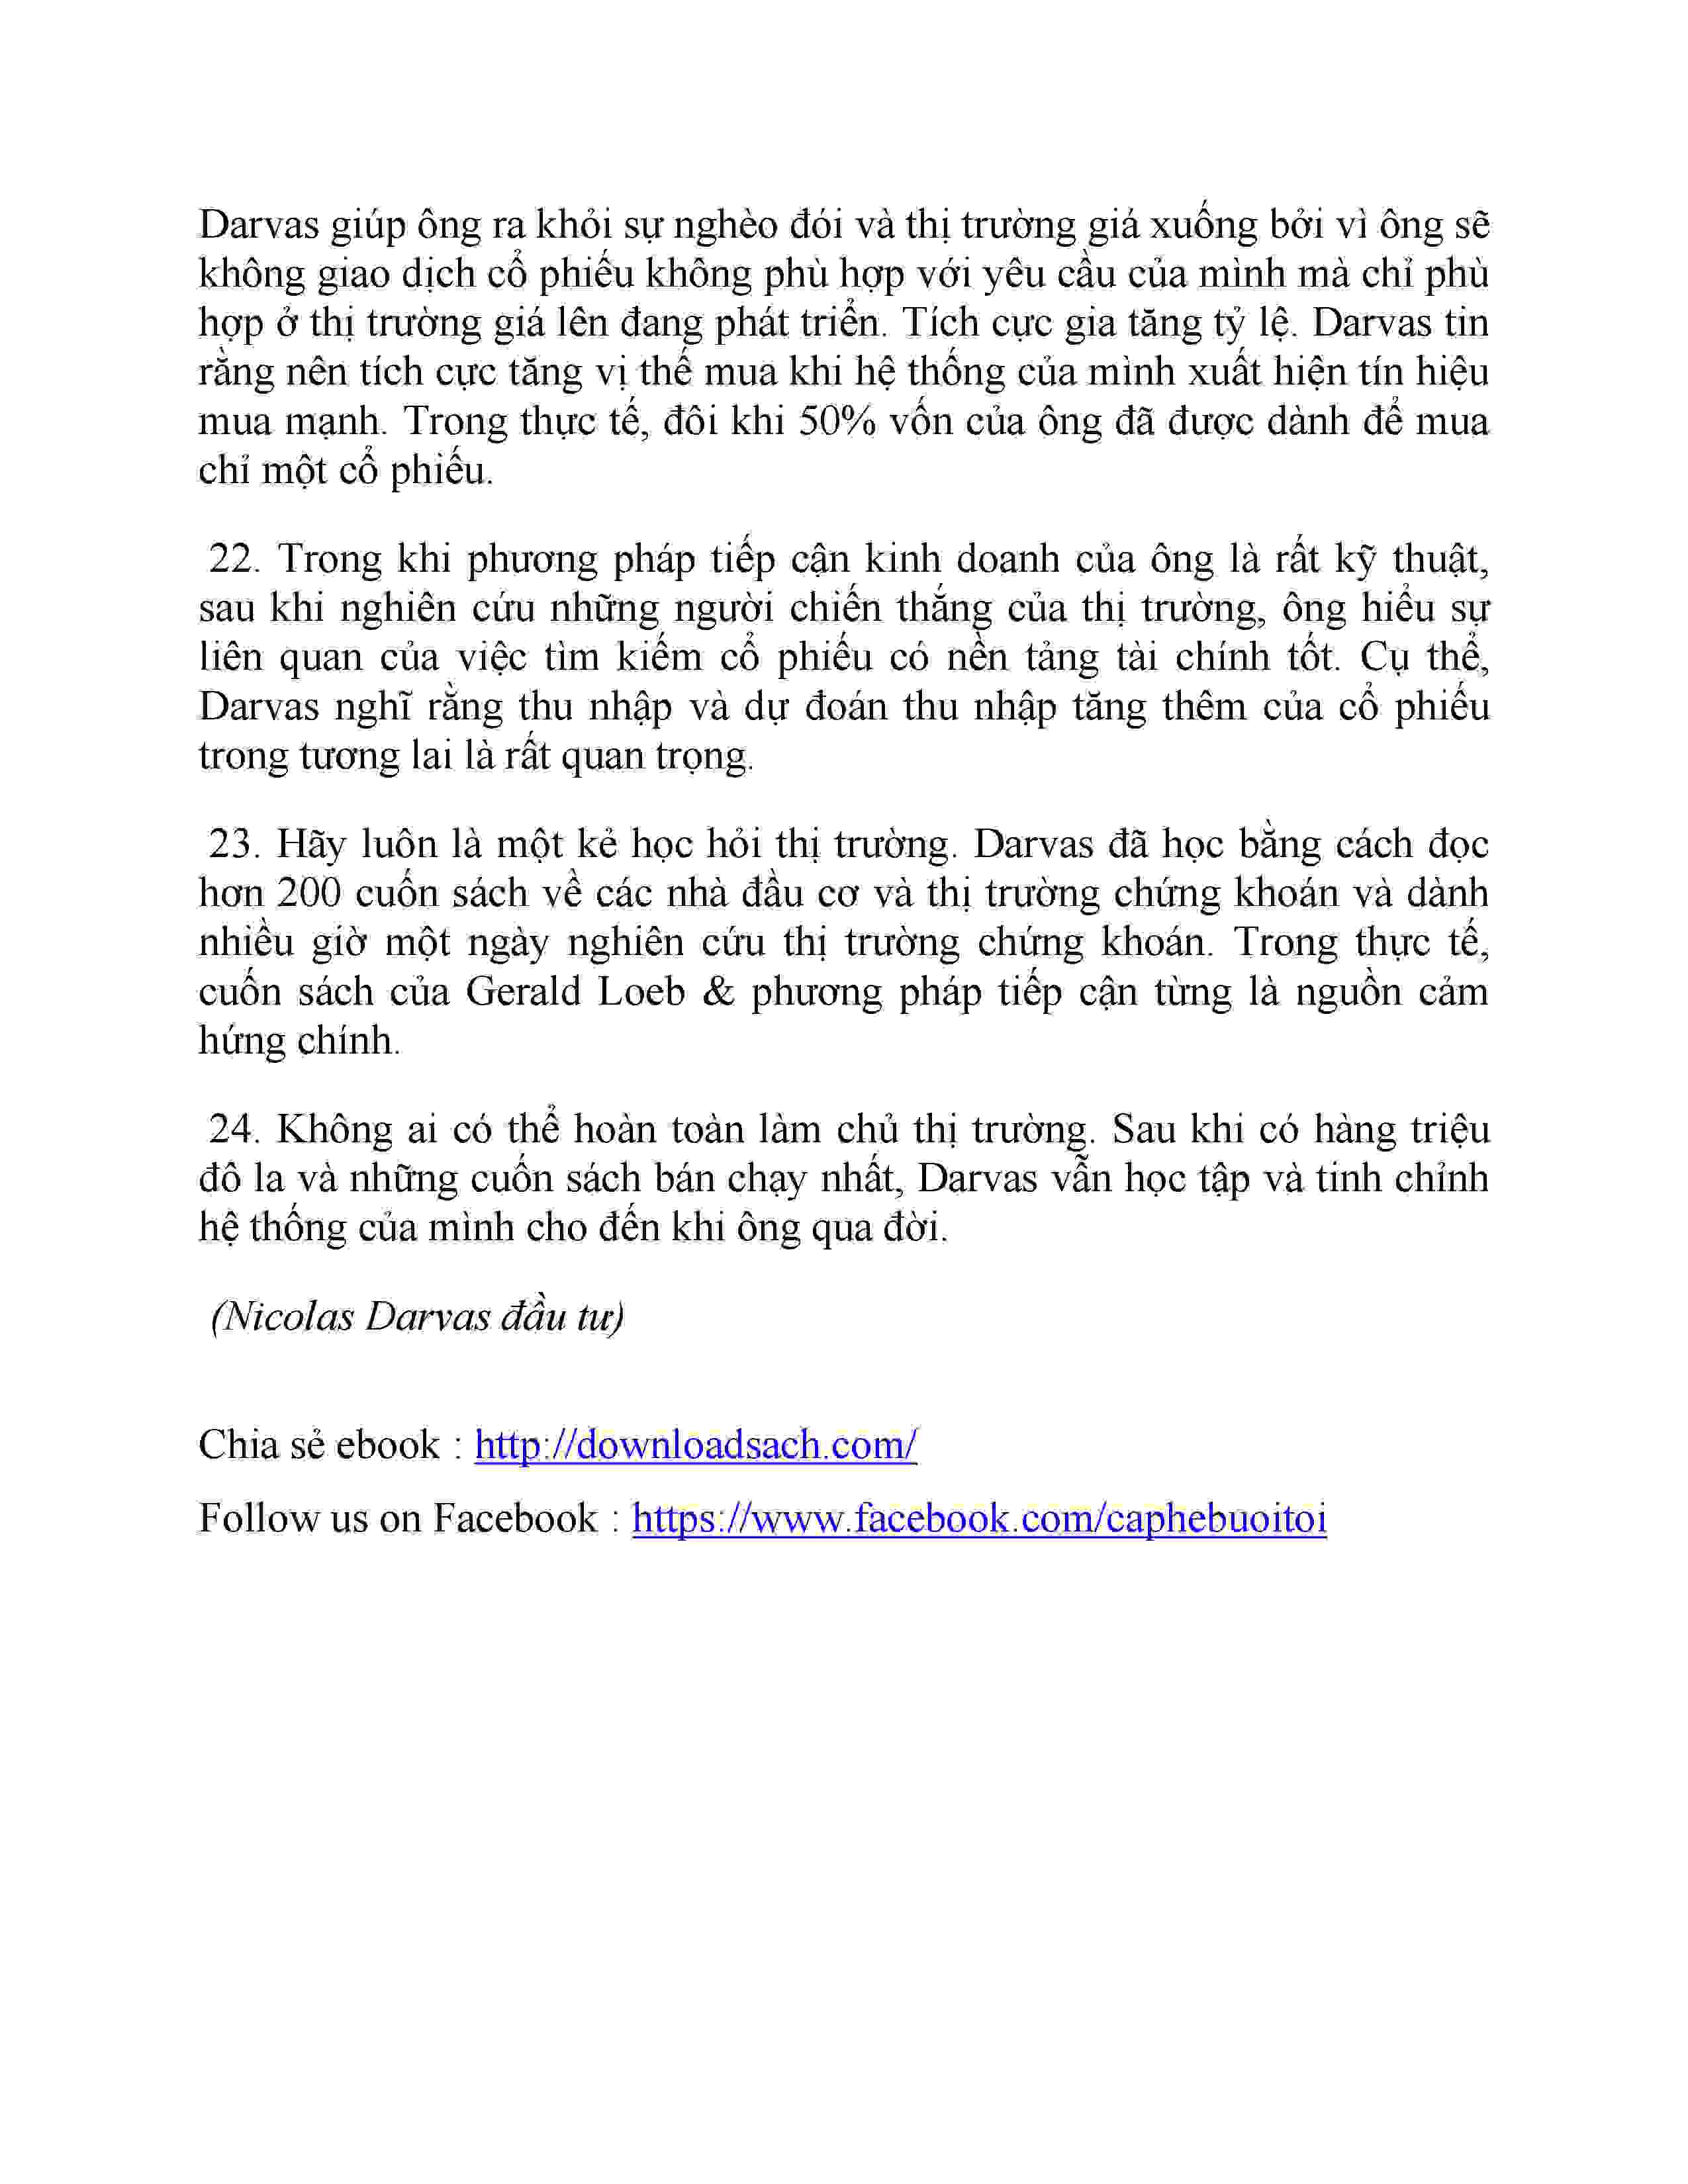 Darvas giúp ông ra khỏi sự nghèo đói và thị trường giá xuống bởi vì ông sẽ
không giao dịch cổ phiếu không phù hợp với yêu cầu của mình mà chỉ phù
hợp ở thị trường giá lên đang phát triển. Tích cực gia tăng tỷ lệ. Darvas tin
rằng nên tích cực tăng vị thế mua khi hệ thống của mình xuất hiện tín hiệu
mua mạnh. Trong thực tế, đôi khi 50% vốn của ông đã được dành để mua
chỉ một cổ phiếu.
22. Trong khi phương pháp tiếp cận kinh doanh của ông là rất kỹ thuật,
sau khi nghiên cứu những người chiến thắng của thị trường, ông hiểu sự
liên quan của việc tìm kiếm cổ phiếu có nền tảng tài chính tốt. Cụ thể,
Darvas nghĩ rằng thu nhập và dự đoán thu nhập tăng thêm của cổ phiếu
trong tương lai là rất quan trọng.
23. Hãy luôn là một kẻ học hỏi thị trường. Darvas đã học bằng cách đọc
hơn 200 cuốn sách về các nhà đầu cơ và thị trường chứng khoán và dành
nhiều giờ một ngày nghiên cứu thị trường chứng khoán. Trong thực tế,
cuốn sách của Gerald Loeb & phương pháp tiếp cận từng là nguồn cảm
hứng chính.
24. Không ai có thể hoàn toàn làm chủ thị trường. Sau khi có hàng triệu
đô la và những cuốn sách bán chạy nhất, Darvas vẫn học tập và tinh chỉnh
hệ thống của mình cho đến khi ông qua đời.
(Nicolas Darvas đầu tư)
Chia sẻ ebook : http://downloadsach.com/
Follow us on Facebook : https://www.facebook.com/caphebuoitoi